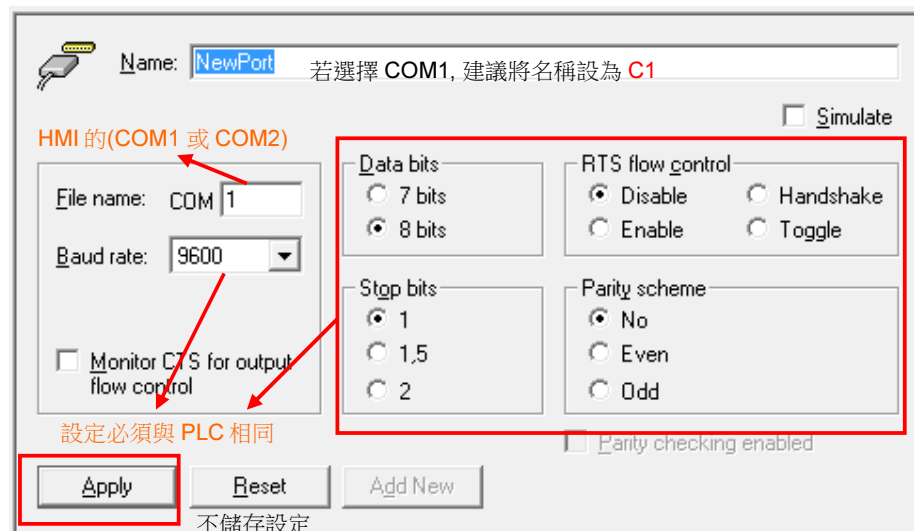 Name: NewPort 若選擇 COM1, 建議將名稱設為 C1
Simulate
HMI 的(COM1 或 COM2)
File name: COM 1
Baud rate: 9600
Monitor CTS for output
flow control
Data bits
7 bits
8 bits
RTS flow control
Disable
Handshake
Enable
Toggle
Stop bits
1
1,5
2
Parity scheme
No
Even
Odd
設定必須與 PLC 相同
Parity checking enabled
Apply
Reset
Add New
不儲存設定